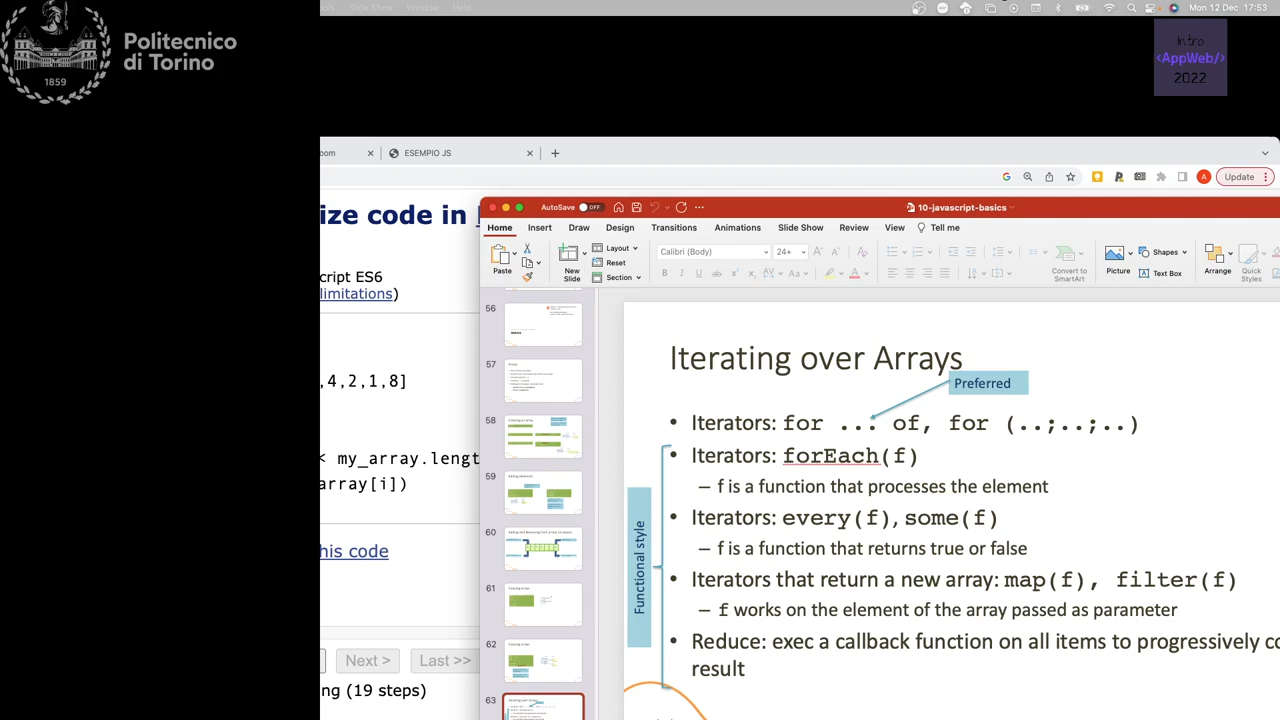 Politecnico
di Torino
1859
ols Slide Show Window Help
Mon 12 Dec 17:53
Intro
<AppWeb/>
2022
oom
ESEMPIO JS
Update
ize code in
AutoSave OFF
10-javascript-basics
Home Insert Draw Design Transitions Animations Slide Show Review View Tell me
Paste
New
Slide
Layout
Reset
Section
Calibri (Body)
24+
Convert to
SmartArt
Picture
Shapes
Text Box
Arrange
Quick
Styles
cript ES6
limitations)
,4,2,1,8]
< my_array.lengt
array[i])
his code
Next >
Last >>
ng (19 steps)
56
57
58
59
60
61
62
63
Iterating over Arrays
Preferred
• Iterators: for ... of, for (..;..;..)
• Iterators: forEach(f)
– f is a function that processes the element
• Iterators: every(f), some(f)
– f is a function that returns true or false
• Iterators that return a new array: map(f), filter(f)
– f works on the element of the array passed as parameter
• Reduce: exec a callback function on all items to progressively co
result
Functional style